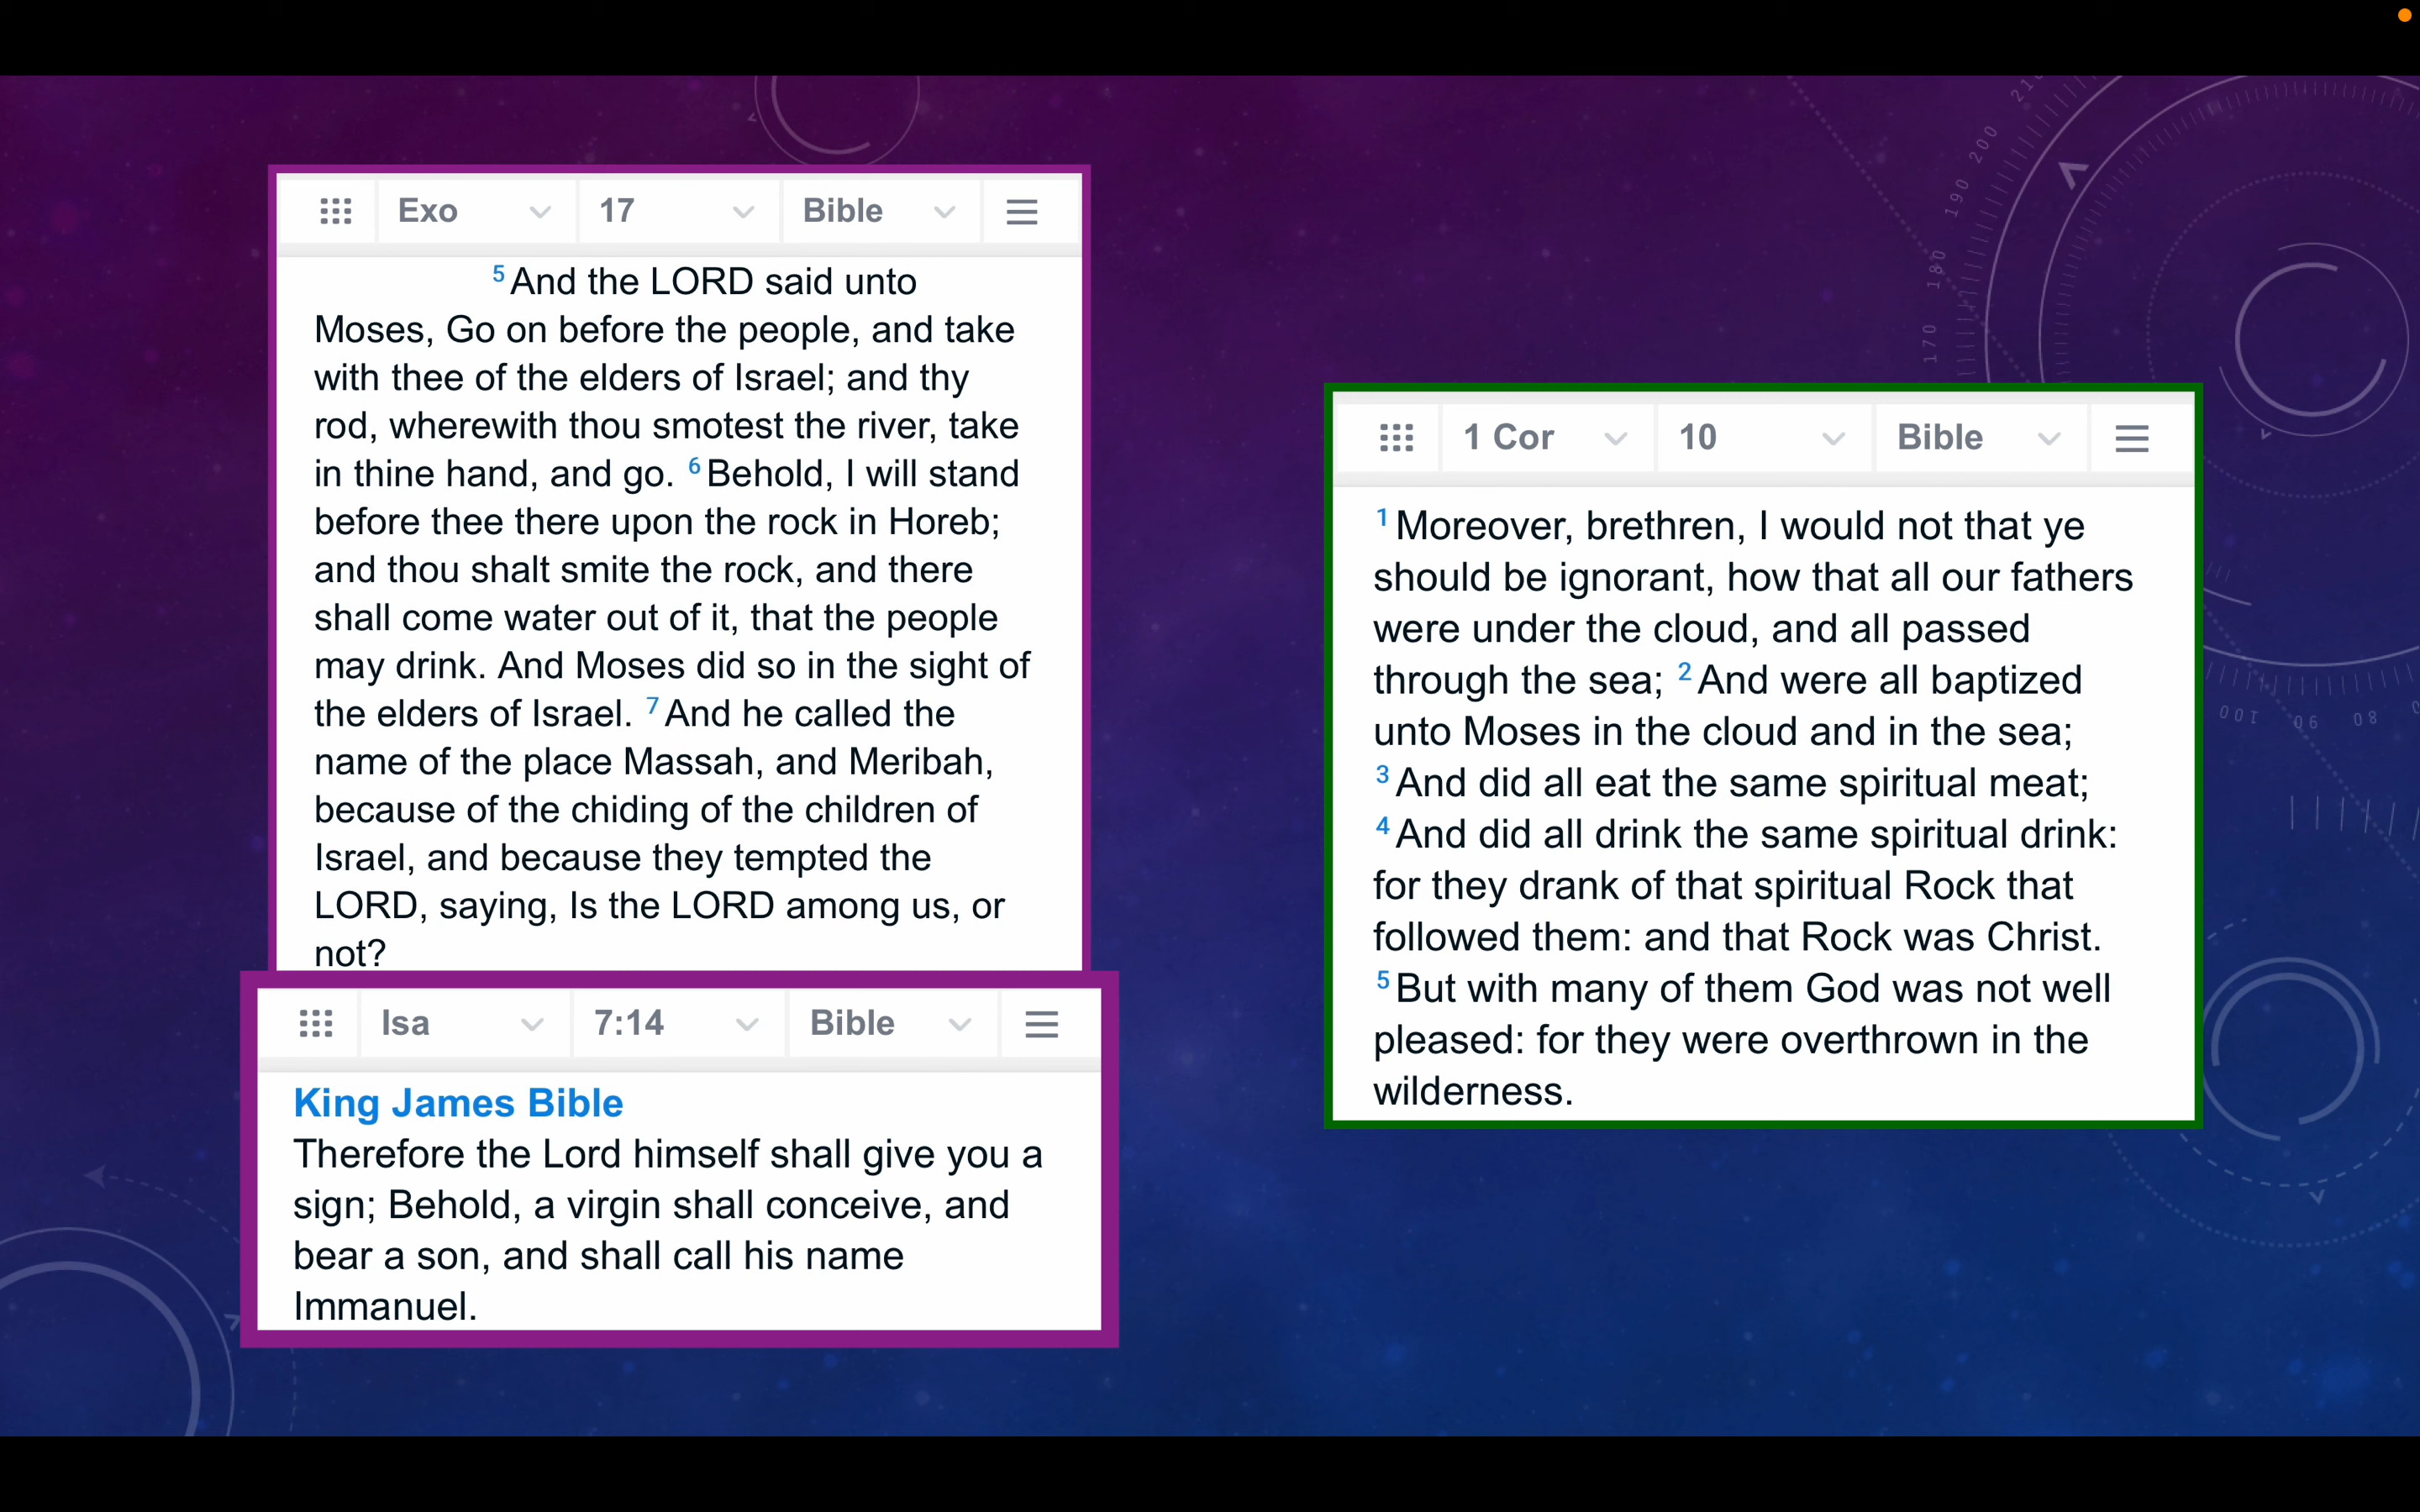 Exo 17 Bible
5 And the LORD said unto
Moses, Go on before the people, and take
with thee of the elders of Israel; and thy
rod, wherewith thou smotest the river, take
in thine hand, and go. 6 Behold, I will stand
before thee there upon the rock in Horeb;
and thou shalt smite the rock, and there
shall come water out of it, that the people
may drink. And Moses did so in the sight of
the elders of Israel. 7 And he called the
name of the place Massah, and Meribah,
because of the chiding of the children of
Israel, and because they tempted the
LORD, saying, Is the LORD among us, or
not?
Isa 7:14 Bible
King James Bible
Therefore the Lord himself shall give you a
sign; Behold, a virgin shall conceive, and
bear a son, and shall call his name
Immanuel.
1 Cor 10 Bible
1 Moreover, brethren, I would not that ye
should be ignorant, how that all our fathers
were under the cloud, and all passed
through the sea; 2 And were all baptized
unto Moses in the cloud and in the sea;
3 And did all eat the same spiritual meat;
4 And did all drink the same spiritual drink:
for they drank of that spiritual Rock that
followed them: and that Rock was Christ.
5 But with many of them God was not well
pleased: for they were overthrown in the
wilderness.
200
190
180
170
100 90 80